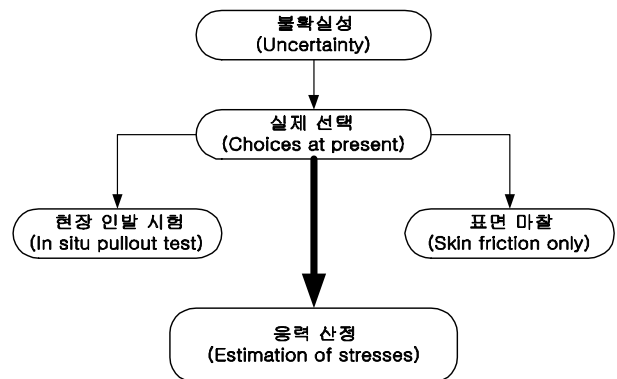 불확실성
(Uncertainty)
실제 선택
(Choices at present)
현장 인발 시험
(In situ pullout test)
표면 마찰
(Skin friction only)
응력 산정
(Estimation of stresses)